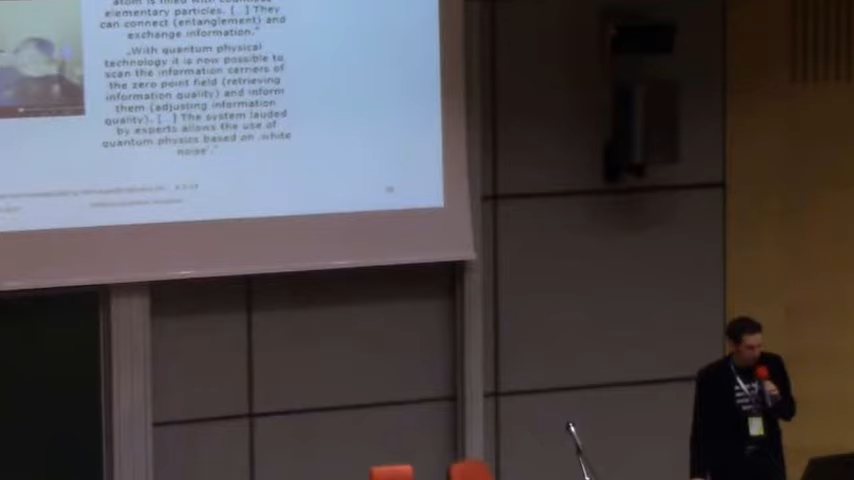 atom is filled with countless
elementary particles. […] They
can connect (entanglement) and
exchange information."
„With quantum physical
technology it is now possible to
scan the information carriers of
the zero point field (retrieving
information quality) and inform
them (adjusting information
quality). […] The system lauded
by experts allows the use of
quantum physics based on ‚white
noise'."